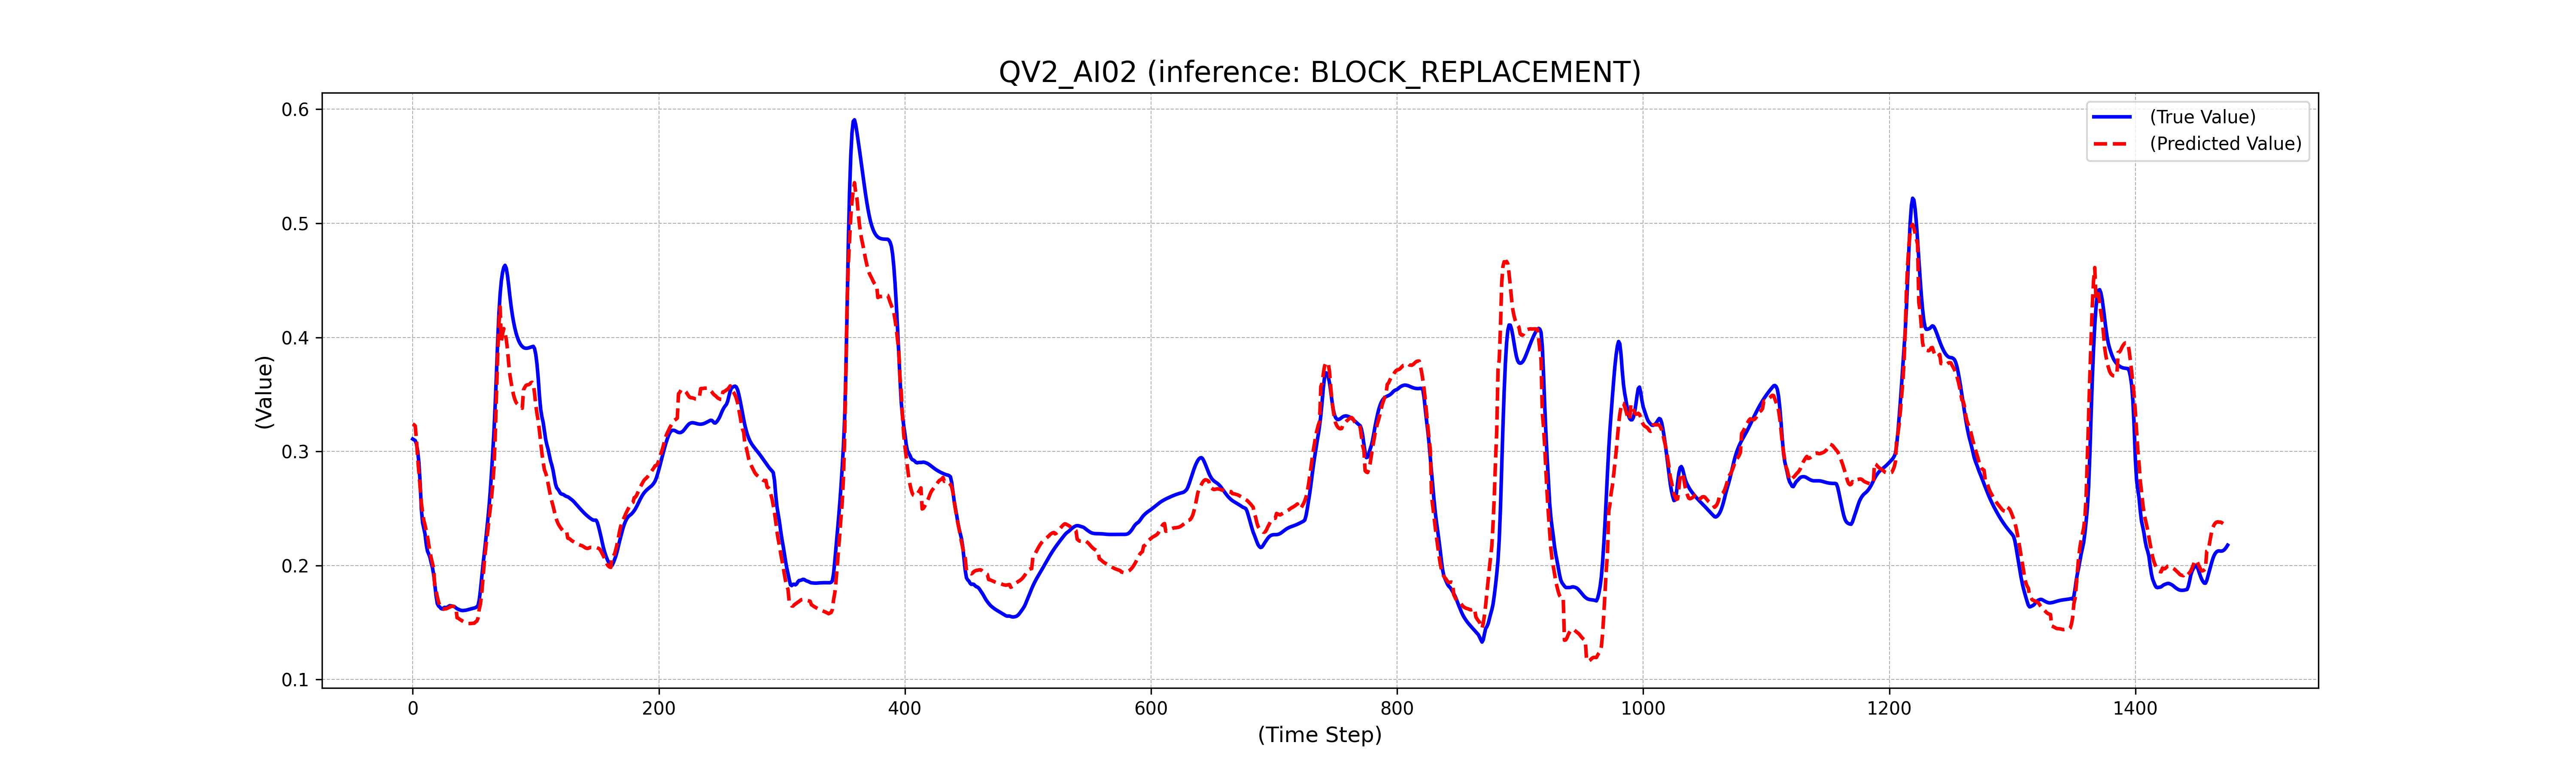 QV2_AI02 (inference: BLOCK_REPLACEMENT)
(True Value)
(Predicted Value)
(Value)
0.6
0.5
0.4
0.3
0.2
0.1
0 200 400 600 800 1000 1200 1400
(Time Step)